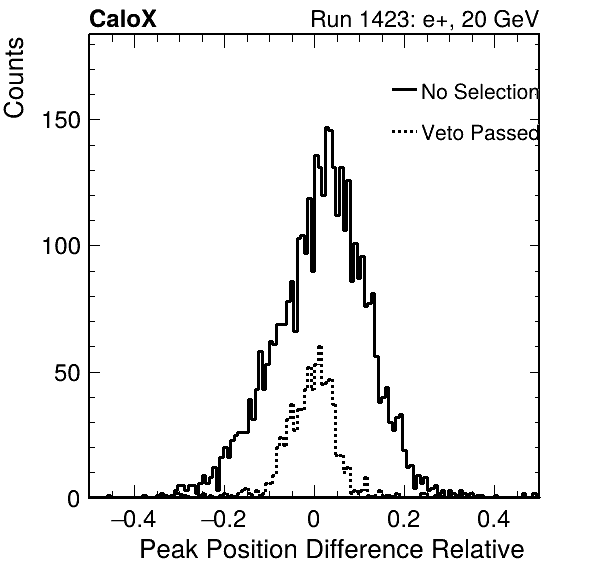 CaloX
Run 1423: e+, 20 GeV
Counts
No Selection
Veto Passed
150
100
50
0
−0.4 −0.2 0 0.2 0.4
Peak Position Difference Relative